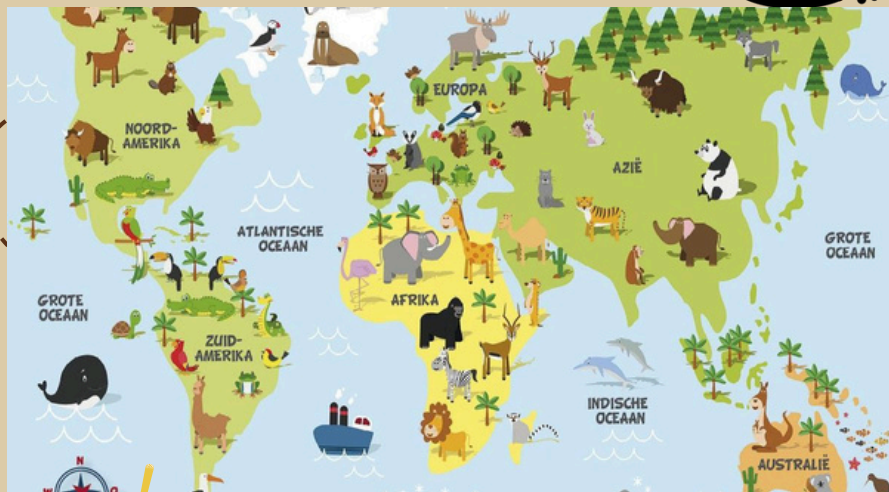 EUROPA
NOORD-
AMERIKA
AZIË
ATLANTISCHE
OCEAAN
GROTE
OCEAAN
GROTE
OCEAAN
AFRIKA
ZUID-
AMERIKA
INDISCHE
OCEAAN
AUSTRALIË
N
W
O